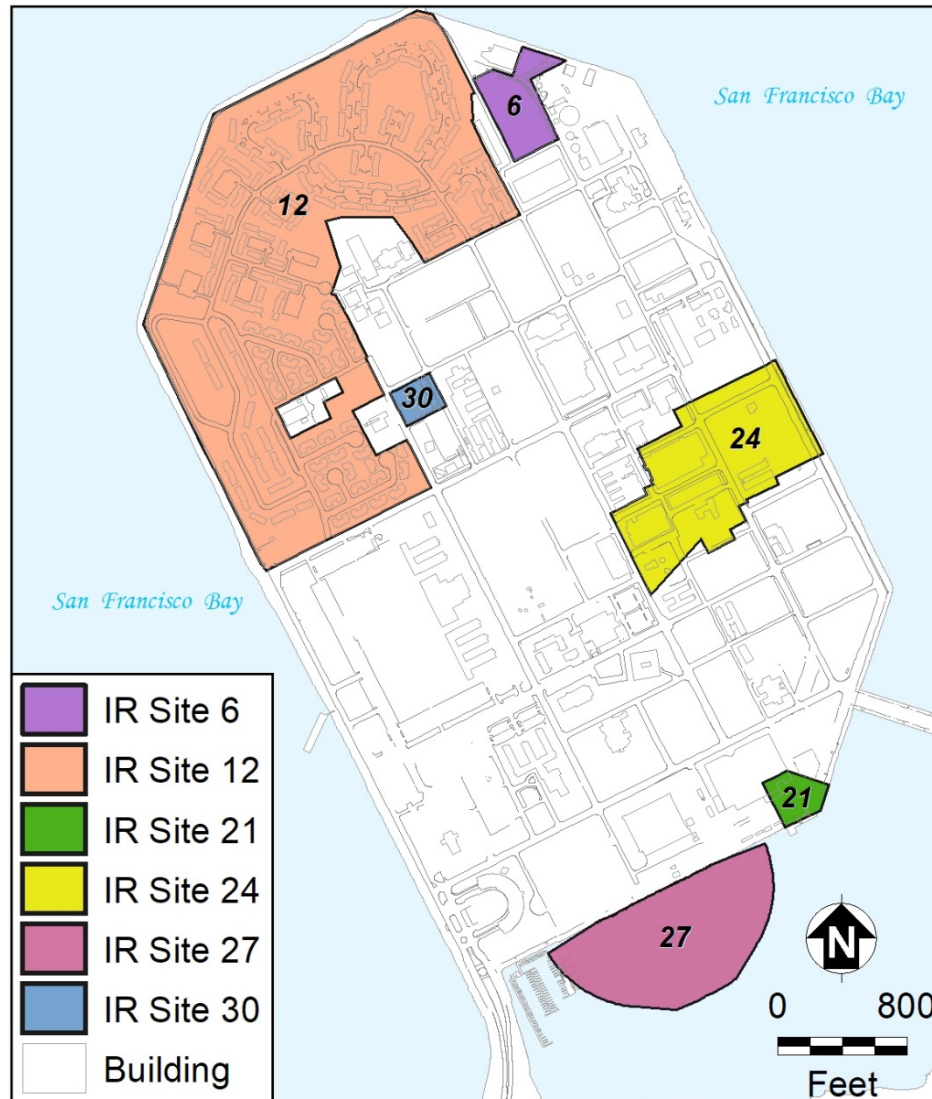 6
San Francisco Bay
12
30
24
San Francisco Bay
IR Site 6
IR Site 12
IR Site 21
IR Site 24
IR Site 27
IR Site 30
Building
21
27
N
0 800
Feet